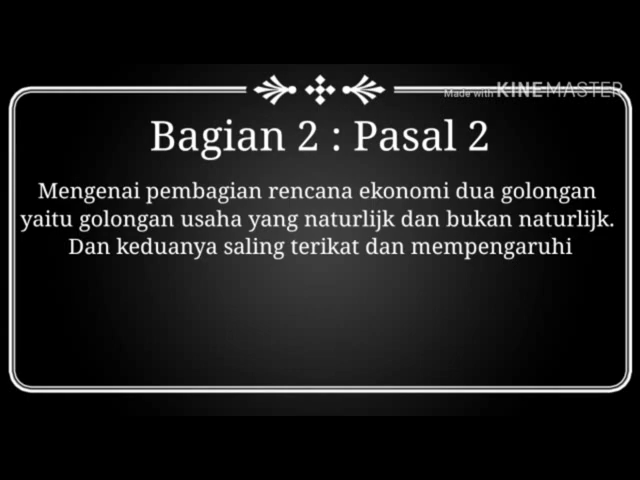 Made with KINEMASTER
Bagian 2 : Pasal 2
Mengenai pembagian rencana ekonomi dua golongan
yaitu golongan usaha yang naturlijk dan bukan naturlijk.
Dan keduanya saling terikat dan mempengaruhi